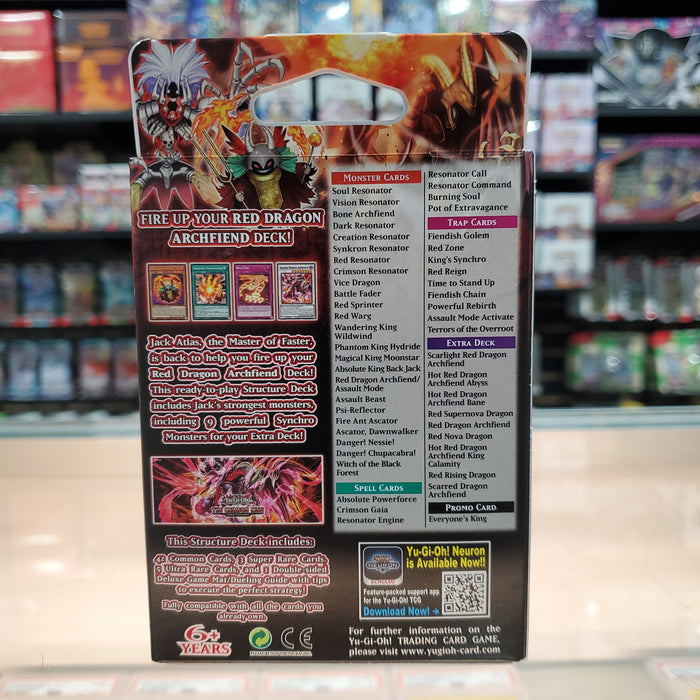 FIRE UP YOUR RED DRAGON
ARCHFIEND DECK!
Jack Atlas, the Master of Faster,
is back to help you fire up your
Red Dragon Archfiend Deck!
This ready-to-play Structure Deck
includes Jack's strongest monsters,
including 9 powerful Synchro
Monsters for your Extra Deck!
Yu-Gi-Oh!
This Structure Deck includes:
42 Common Cards, 3 Super Rare Cards,
5 Ultra Rare Cards, and 1 Double-sided
Deluxe Game Mat/Dueling Guide with tips
to execute the perfect strategy!
Fully compatible with all the cards you
already own.
6+
YEARS
CE
MONSTER CARDS
Soul Resonator
Vision Resonator
Bone Archfiend
Dark Resonator
Creation Resonator
Synkron Resonator
Red Resonator
Crimson Resonator
Vice Dragon
Battle Fader
Red Sprinter
Red Warg
Wandering King
Wildwind
Phantom King Hydride
Magical King Moonstar
Absolute King Back Jack
Red Dragon Archfiend/
Assault Mode
Assault Beast
Psi-Reflector
Fire Ant Ascator
Ascator, Dawnwalker
Danger! Nessie!
Danger! Chupacabra!
Witch of the Black
Forest
SPELL CARDS
Absolute Powerforce
Crimson Gaia
Resonator Engine
Resonator Call
Resonator Command
Burning Soul
Pot of Extravagance
TRAP CARDS
Fiendish Golem
Red Zone
King's Synchro
Red Reign
Time to Stand Up
Fiendish Chain
Powerful Rebirth
Assault Mode Activate
Terrors of the Overroot
EXTRA DECK
Scarlight Red Dragon
Archfiend
Hot Red Dragon
Archfiend Abyss
Hot Red Dragon
Archfiend Bane
Red Supernova Dragon
Red Dragon Archfiend
Red Nova Dragon
Hot Red Dragon
Archfiend King
Calamity
Red Rising Dragon
Scarred Dragon
Archfiend
PROMO CARD
Everyone's King
NEURON
KONAMI
Yu-Gi-Oh! Neuron
is Available Now!!
Feature-packed support app
for the Yu-Gi-Oh! TCG
Download Now!
For further information on the
Yu-Gi-Oh! TRADING CARD GAME,
please visit www.yugioh-card.com